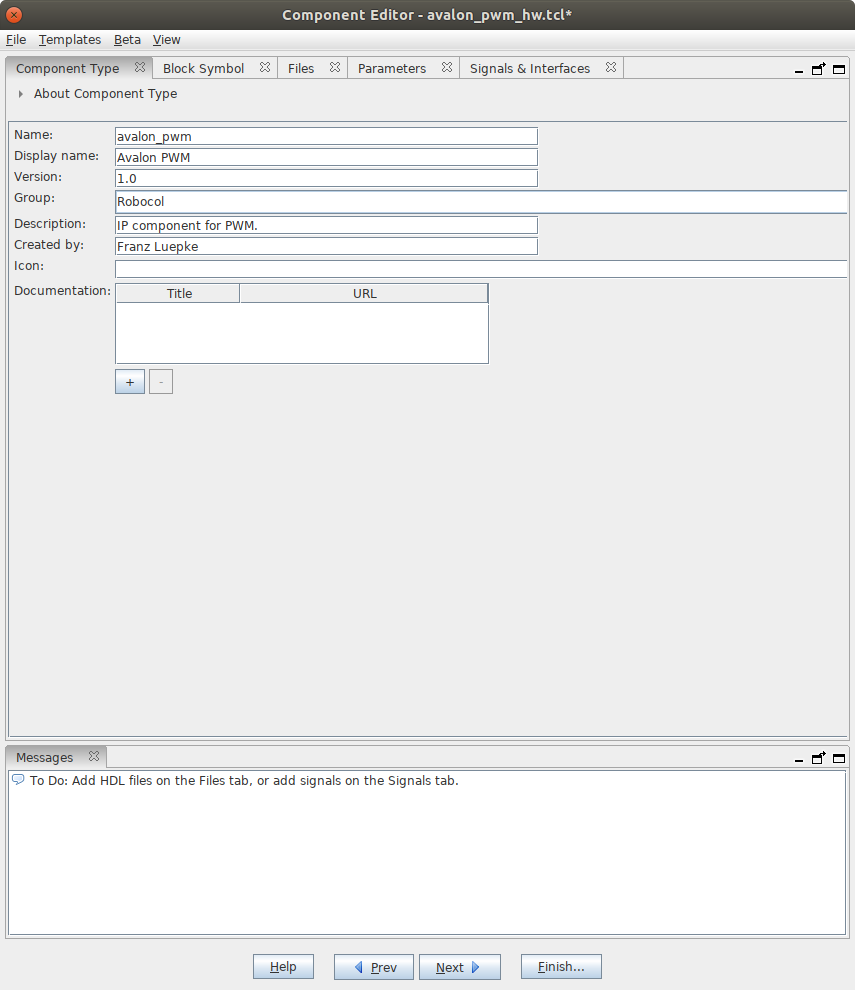 Component Editor - avalon_pwm_hw.tcl*
File Templates Beta View
Component Type Block Symbol Files Parameters Signals & Interfaces
About Component Type
Name: avalon_pwm
Display name: Avalon PWM
Version: 1.0
Group: Robocol
Description: IP component for PWM.
Created by: Franz Luepke
Icon:
Documentation: Title URL
+ -
Messages
To Do: Add HDL files on the Files tab, or add signals on the Signals tab.
Help Prev Next Finish...